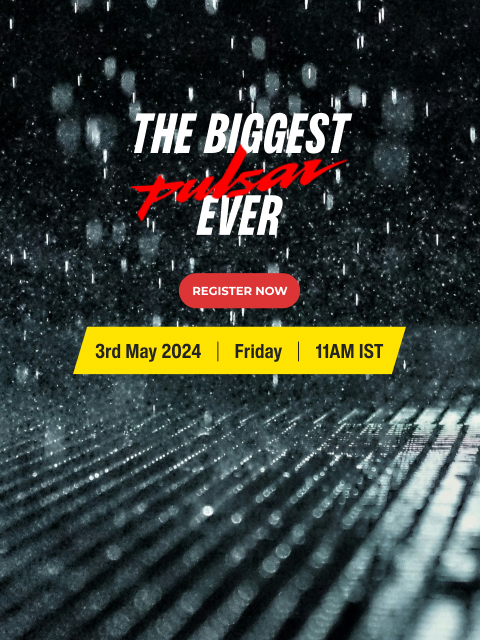 THE BIGGEST
pulsar
EVER
REGISTER NOW
3rd May 2024 | Friday | 11AM IST